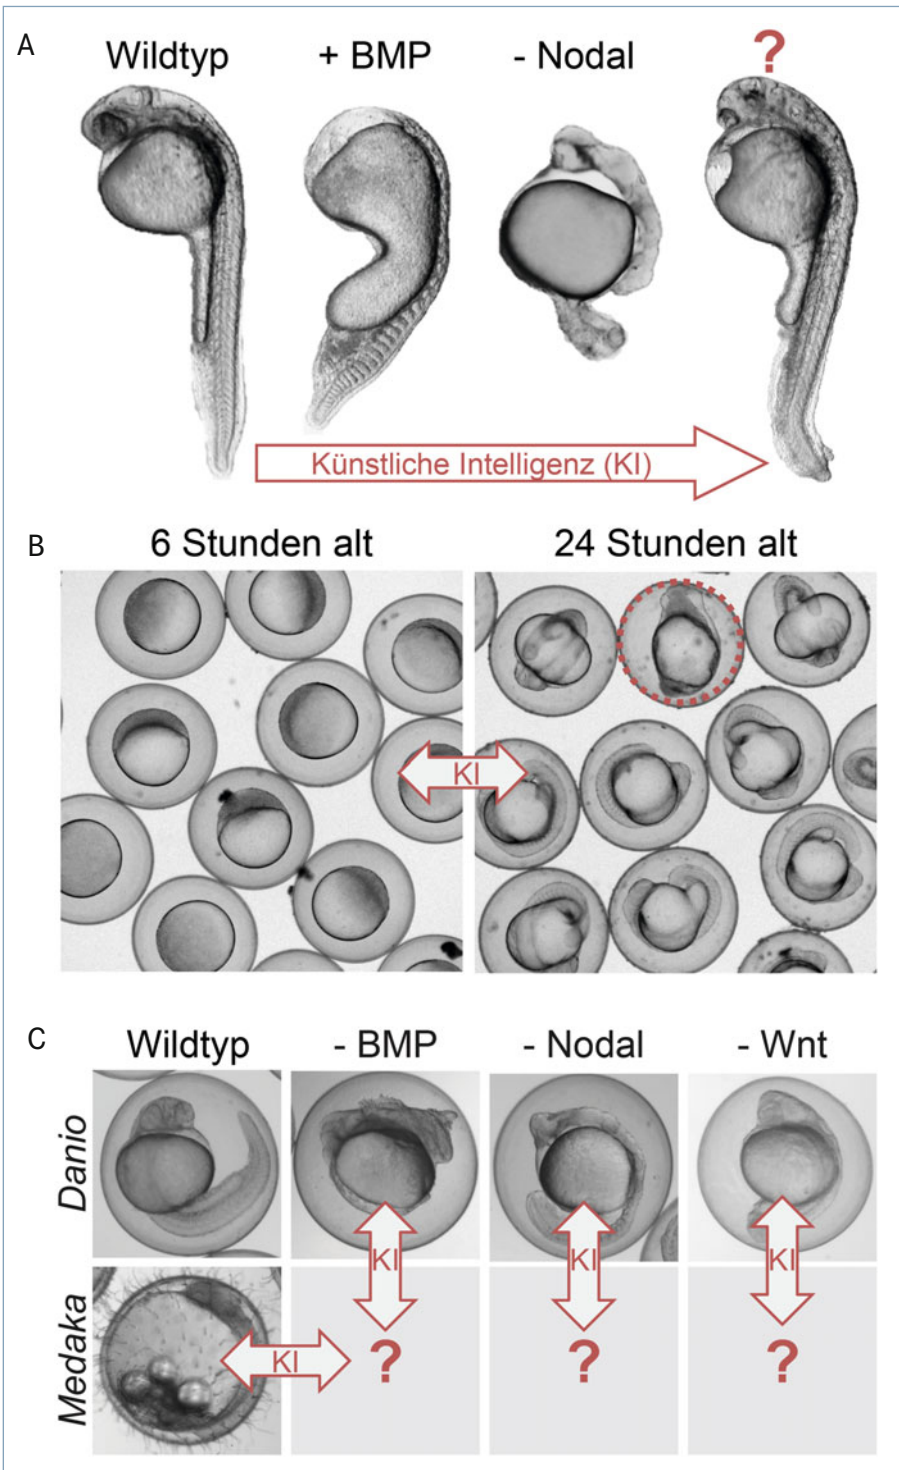 A
Wildtyp + BMP - Nodal ?
Künstliche Intelligenz (KI)
B
6 Stunden alt 24 Stunden alt
KI
C
Wildtyp - BMP - Nodal - Wnt
Danio
KI KI KI
Medaka
KI ? ? ?